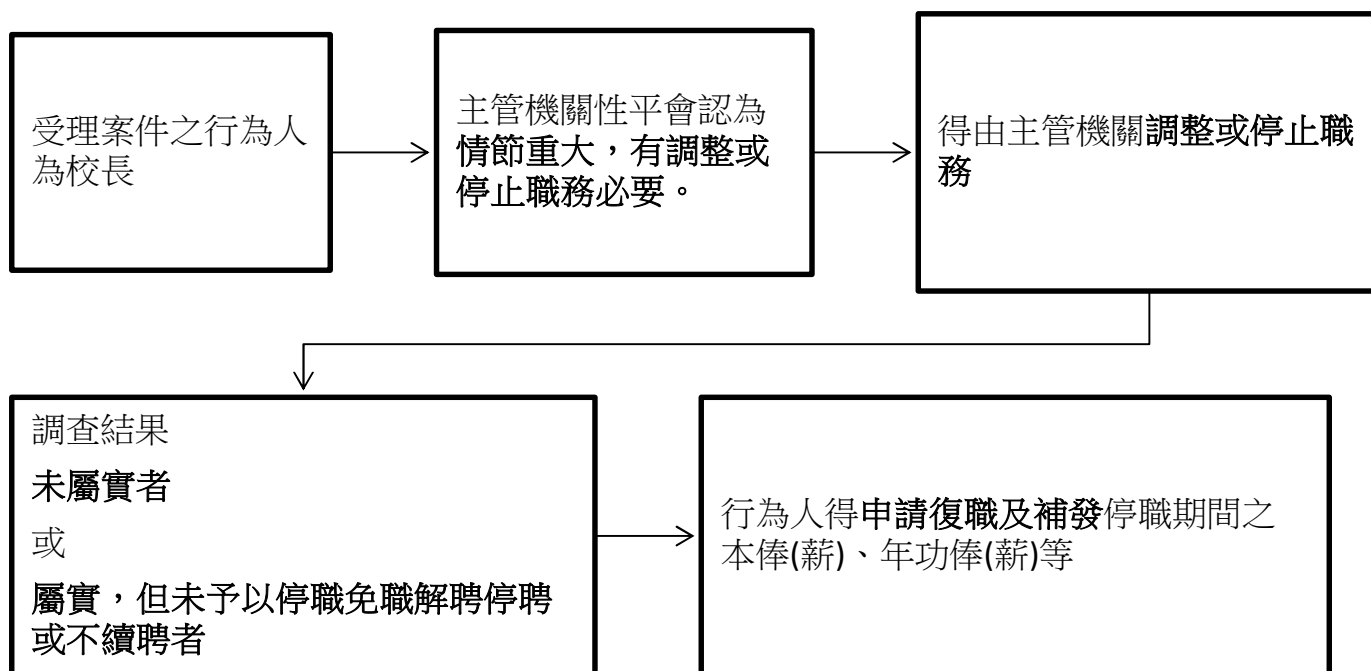 受理案件之行為人
為校長
主管機關性平會認為
情節重大，有調整或
停止職務必要。
得由主管機關調整或停止職
務
調查結果
未屬實者
或
屬實，但未予以停職免職解聘停聘
或不續聘者
行為人得申請復職及補發停職期間之
本俸(薪)、年功俸(薪)等